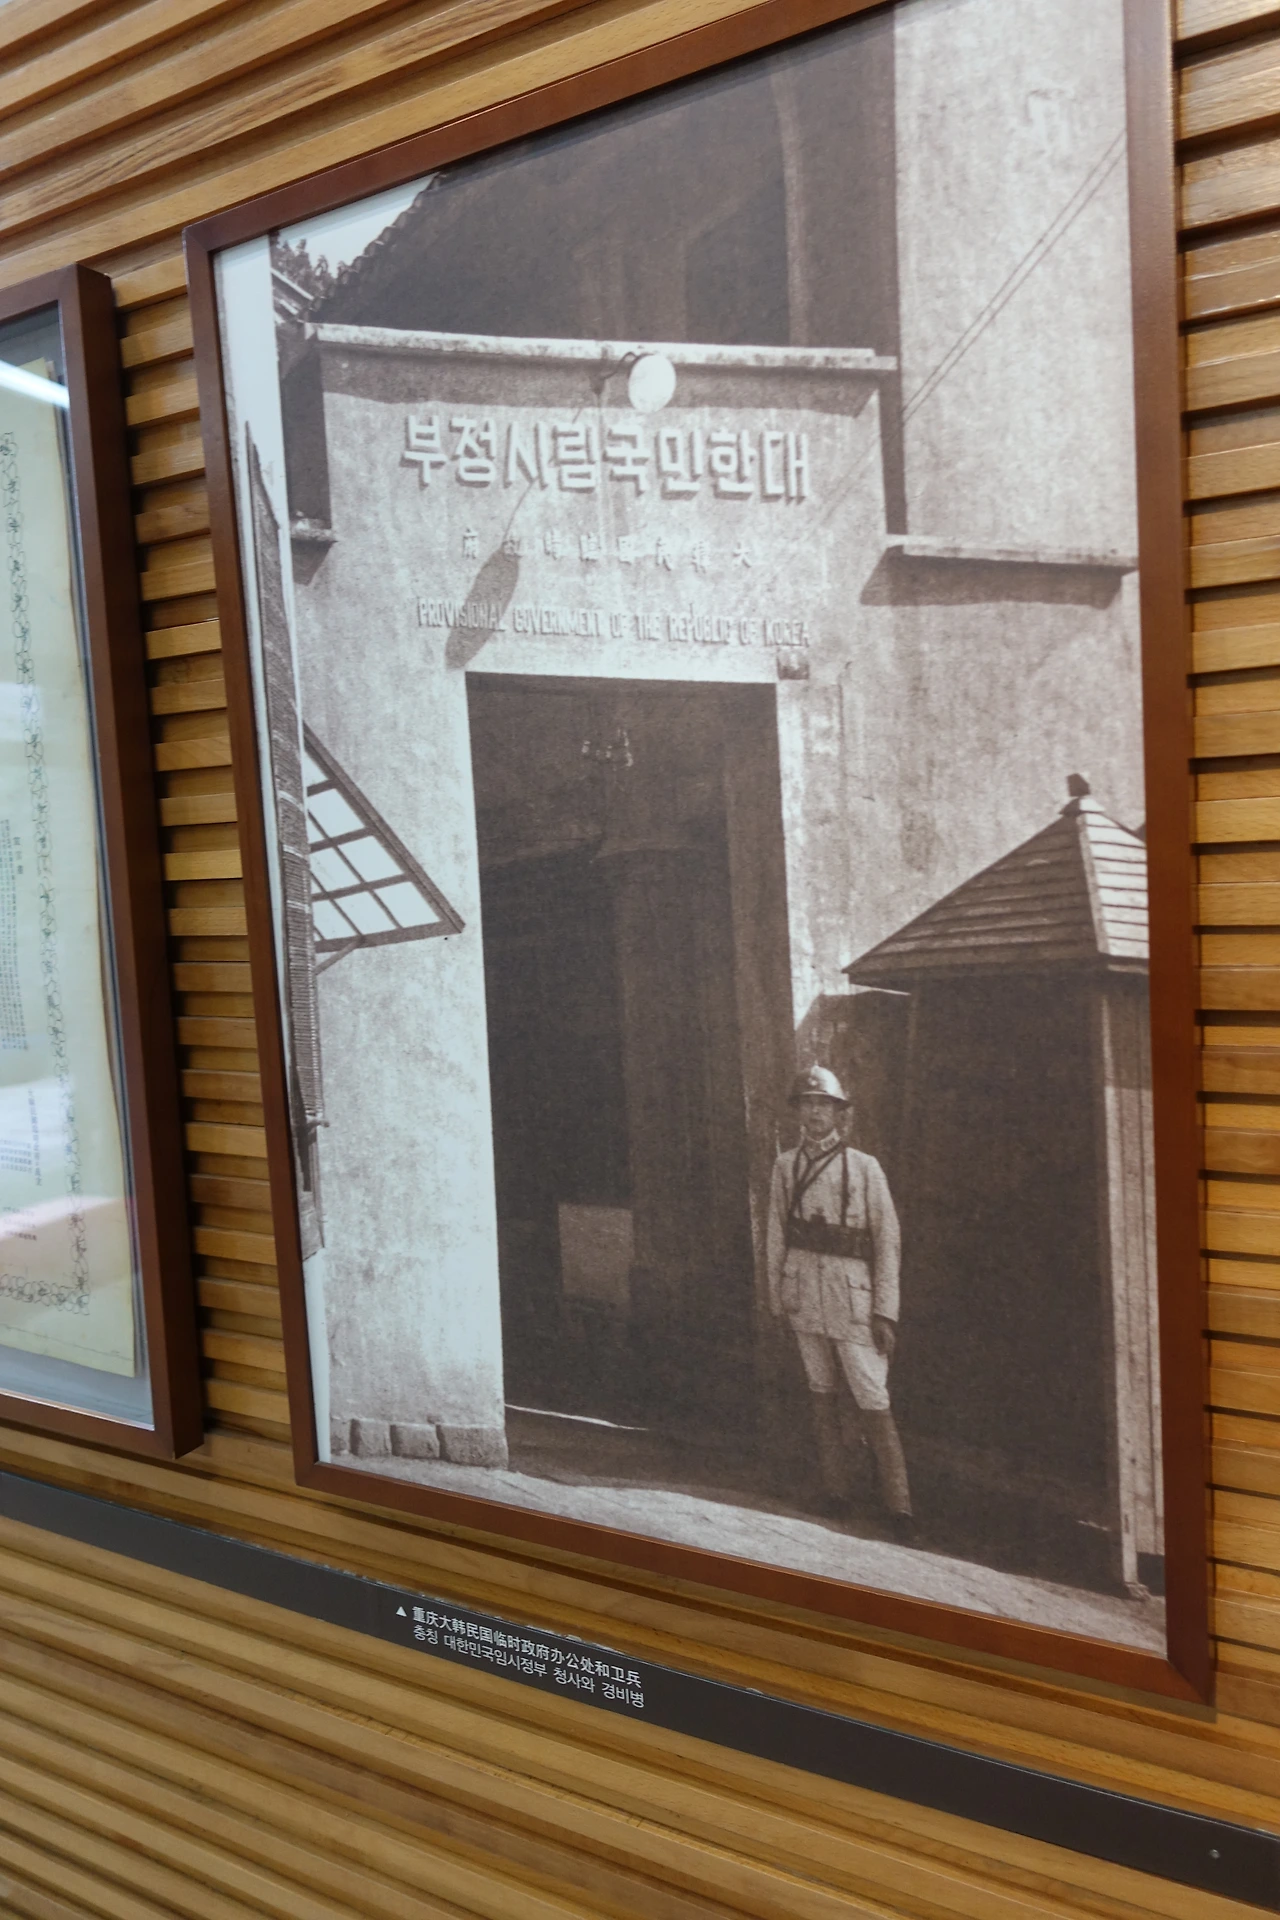 대한민국림시정부
大韓民國臨時政府
PROVISIONAL GOVERNMENT OF THE REPUBLIC OF KOREA
▲ 重庆大韩民国临时政府办公处和卫兵
충칭 대한민국임시정부 청사와 경비병